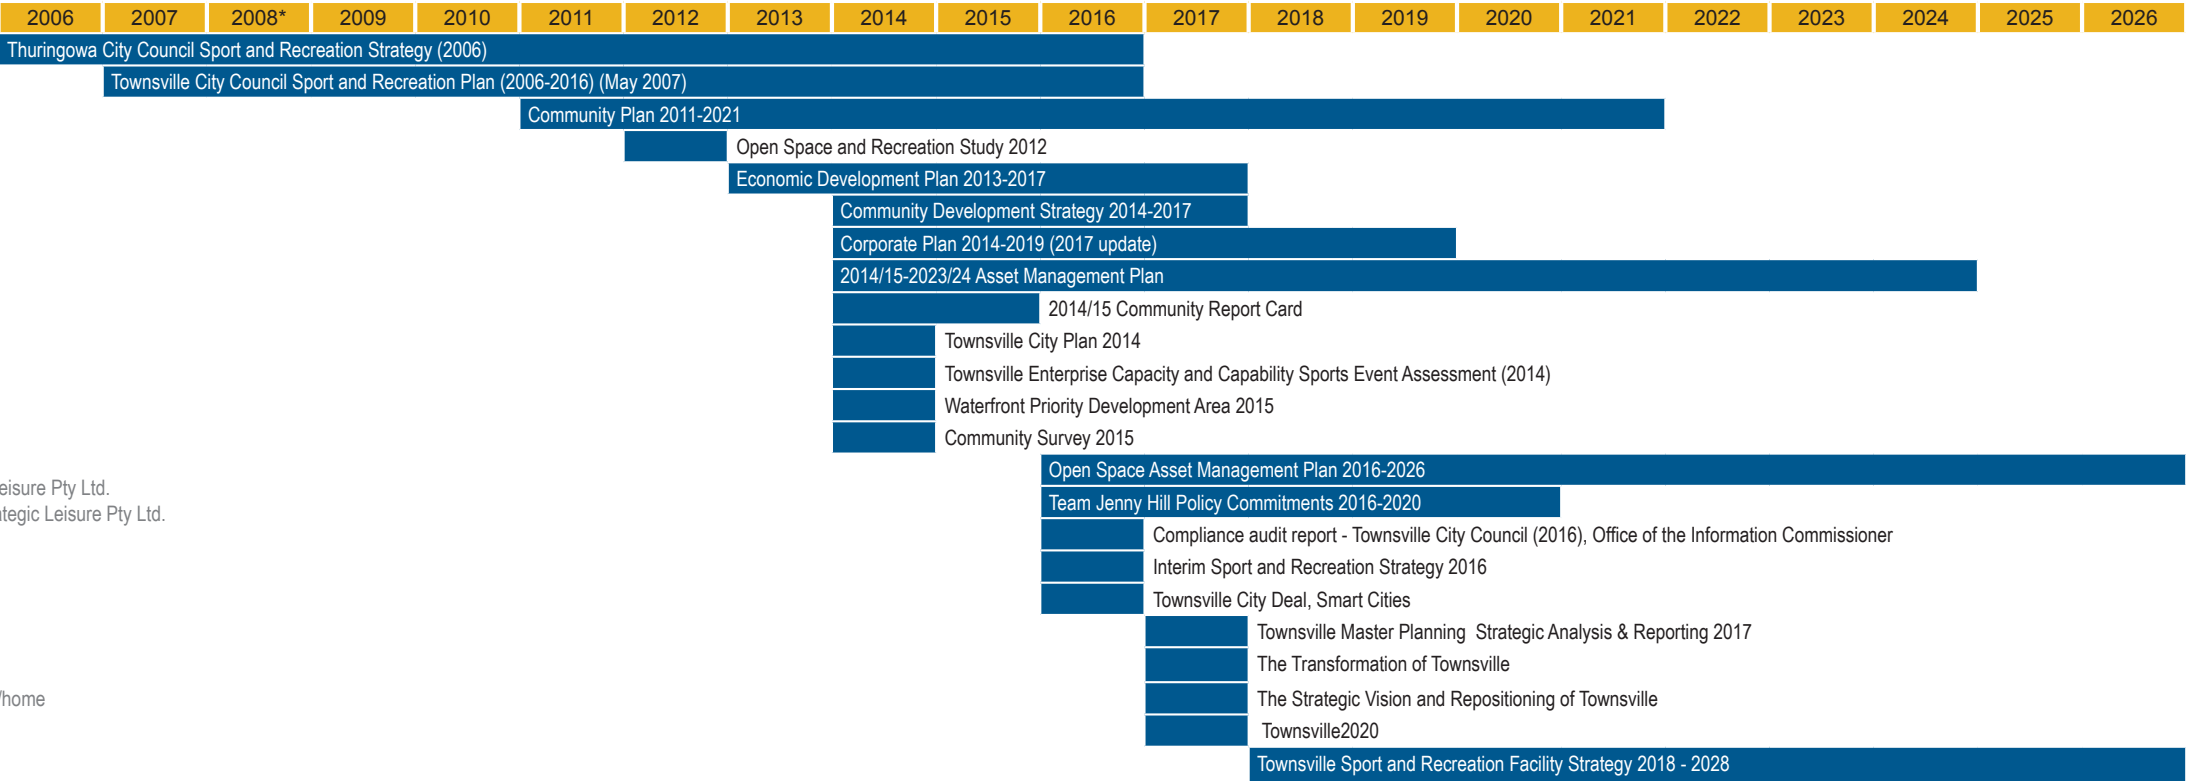 2006 2007 2008* 2009 2010 2011 2012 2013 2014 2015 2016 2017 2018 2019 2020 2021 2022 2023 2024 2025 2026
Thuringowa City Council Sport and Recreation Strategy (2006)
Townsville City Council Sport and Recreation Plan (2006-2016) (May 2007)
Community Plan 2011-2021
Open Space and Recreation Study 2012
Economic Development Plan 2013-2017
Community Development Strategy 2014-2017
Corporate Plan 2014-2019 (2017 update)
2014/15-2023/24 Asset Management Plan
2014/15 Community Report Card
Townsville City Plan 2014
Townsville Enterprise Capacity and Capability Sports Event Assessment (2014)
Waterfront Priority Development Area 2015
Community Survey 2015
Open Space Asset Management Plan 2016-2026
eisure Pty Ltd.
Team Jenny Hill Policy Commitments 2016-2020
ategic Leisure Pty Ltd.
Compliance audit report - Townsville City Council (2016), Office of the Information Commissioner
Interim Sport and Recreation Strategy 2016
Townsville City Deal, Smart Cities
Townsville Master Planning Strategic Analysis & Reporting 2017
The Transformation of Townsville
/home
The Strategic Vision and Repositioning of Townsville
Townsville2020
Townsville Sport and Recreation Facility Strategy 2018 - 2028